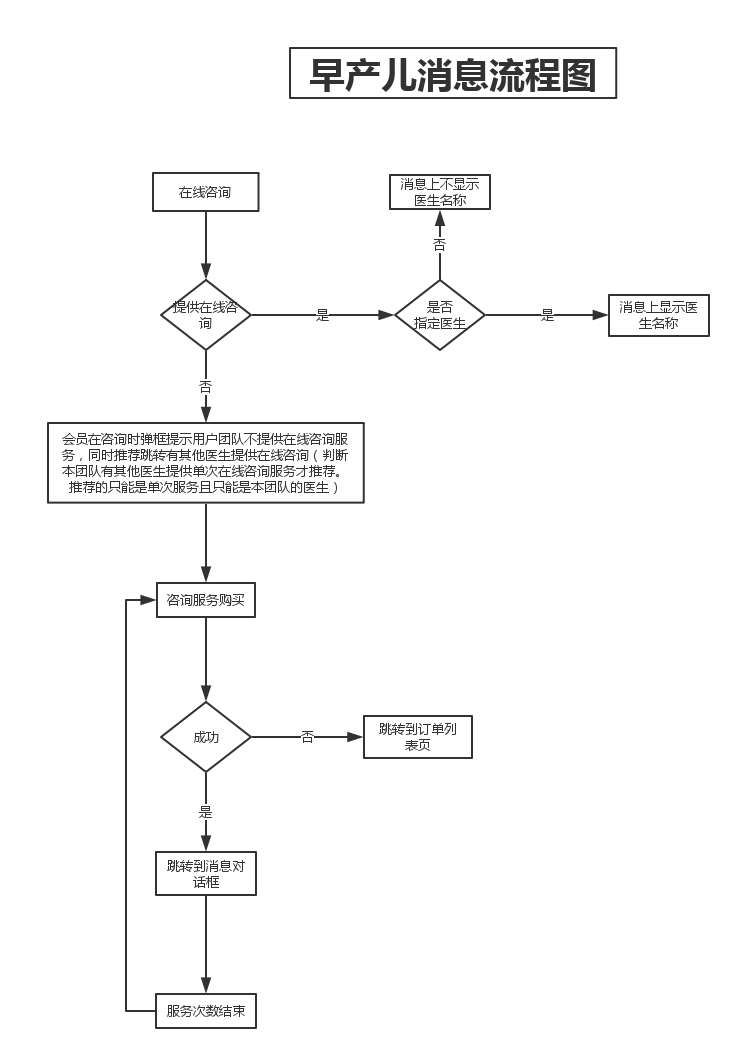 早产儿消息流程图
在线咨询
消息上不显示
医生名称
否
提供在线咨
询
是
是否
指定医生
是
消息上显示医
生名称
否
会员在咨询时弹框提示用户团队不提供在线咨询服
务，同时推荐跳转有其他医生提供在线咨询（判断
本团队有其他医生提供单次在线咨询服务才推荐。
推荐的只能是单次服务且只能是本团队的医生）
咨询服务购买
成功
否
跳转到订单列
表页
是
跳转到消息对
话框
服务次数结束